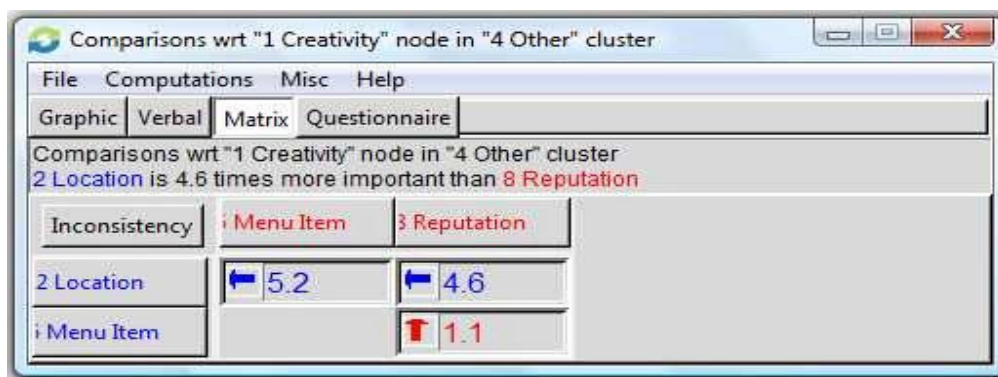 Comparisons wrt "1 Creativity" node in "4 Other" cluster
File Computations Misc Help
Graphic Verbal Matrix Questionnaire
Comparisons wrt "1 Creativity" node in "4 Other" cluster
2 Location is 4.6 times more important than 8 Reputation
Inconsistency Menu Item Reputation
2 Location 5.2 4.6
Menu Item 1.1